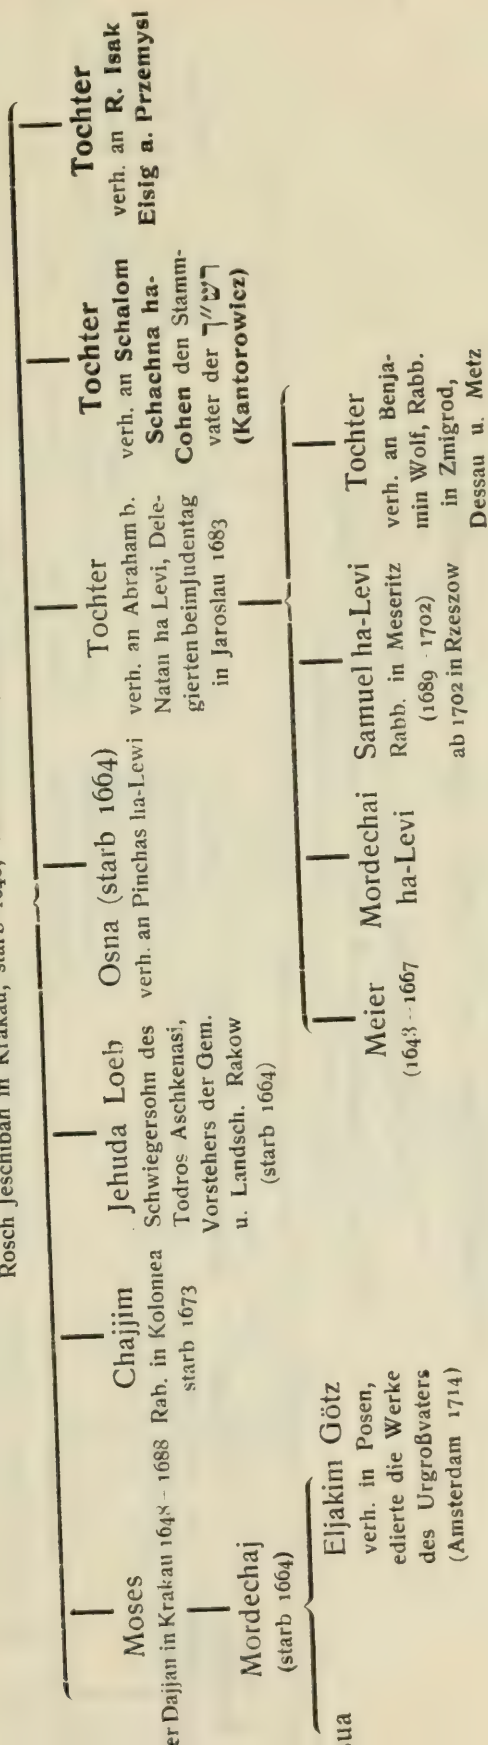 Rosch Jeschibah in Krakau, starb
Moses
er Dajjan in Krakau 1648 – 1688
Mordechaj
(starb 1664)
Eljakim Götz
verh. in Posen,
edierte die Werke
des Urgroßvaters
(Amsterdam 1714)
Chajjim
Rab. in Kolomea
starb 1673
Jehuda Loeb
Schwiegersohn des
Todros Aschkenasi,
Vorstehers der Gem.
u. Landsch. Rakow
(starb 1664)
Osna (starb 1664)
verh. an Pinchas ha-Lewi
Tochter
verh. an Abraham b.
Natan ha Levi, Dele-
gierten beim Judentag
in Jaroslau 1683
Meier
(1643 – 1667
Mordechai
ha-Levi
Samuel ha-Levi
Rabb. in Meseritz
(1689 - 1702)
ab 1702 in Rzeszow
Tochter
verh. an Benja-
min Wolf, Rabb.
in Zmigrod,
Dessau u. Metz
Tochter
verh. an Schalom
Schachna ha-
Cohen den Stamm-
vater der רש״ך
(Kantorowicz)
Tochter
verh. an R. Isak
Eisig a. Przemysl